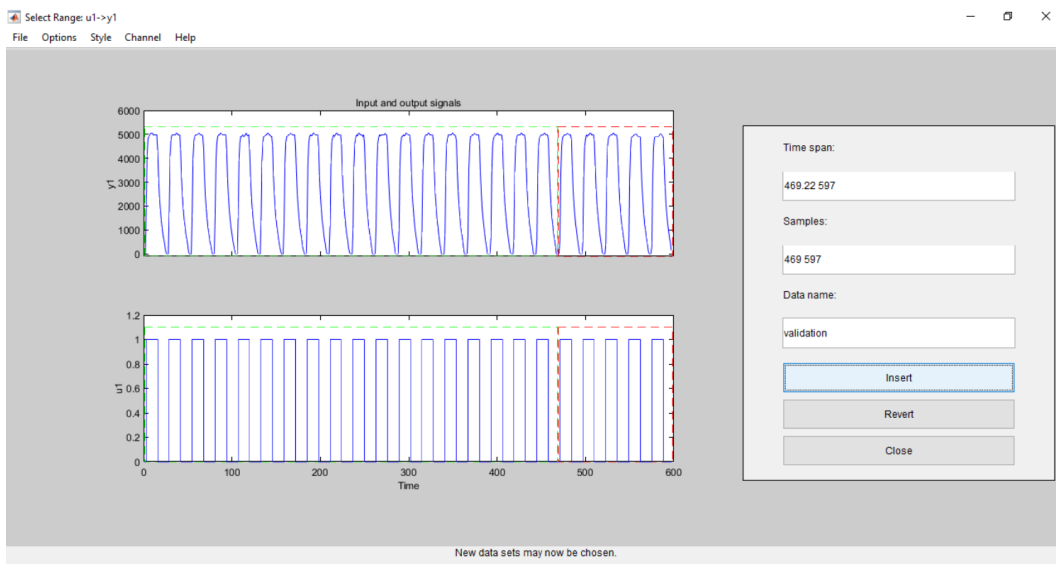 Select Range: u1->y1
File Options Style Channel Help
Input and output signals
6000
5000
4000
3000
2000
1000
0
y1
1.2
1
0.8
0.6
0.4
0.2
0
u1
0 100 200 300 400 500 600
Time
Time span:
469.22 597
Samples:
469 597
Data name:
validation
Insert
Revert
Close
New data sets may now be chosen.